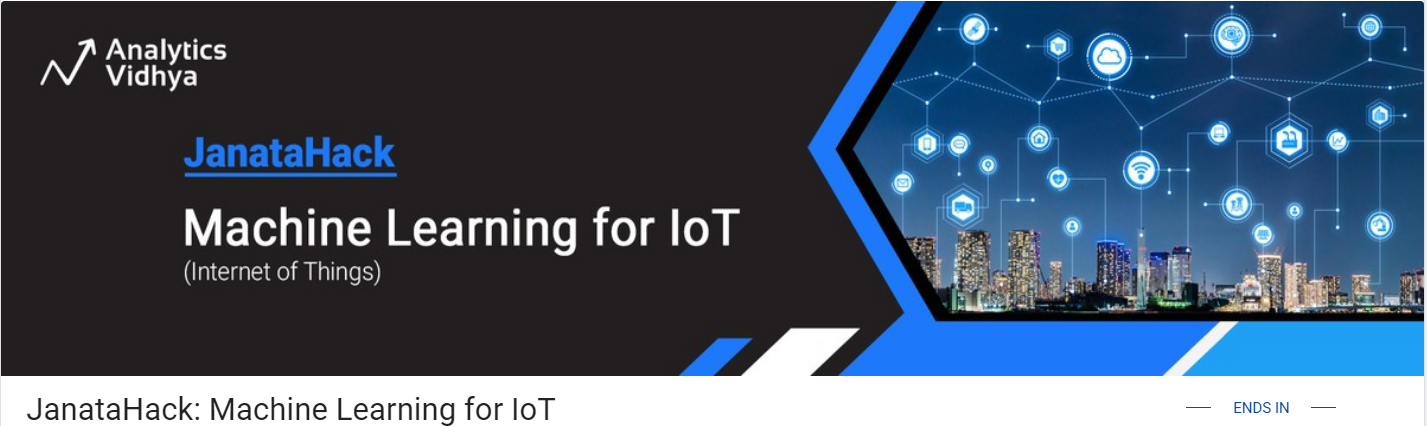 Analytics
Vidhya
JanataHack
Machine Learning for IoT
(Internet of Things)
JanataHack: Machine Learning for IoT
ENDS IN